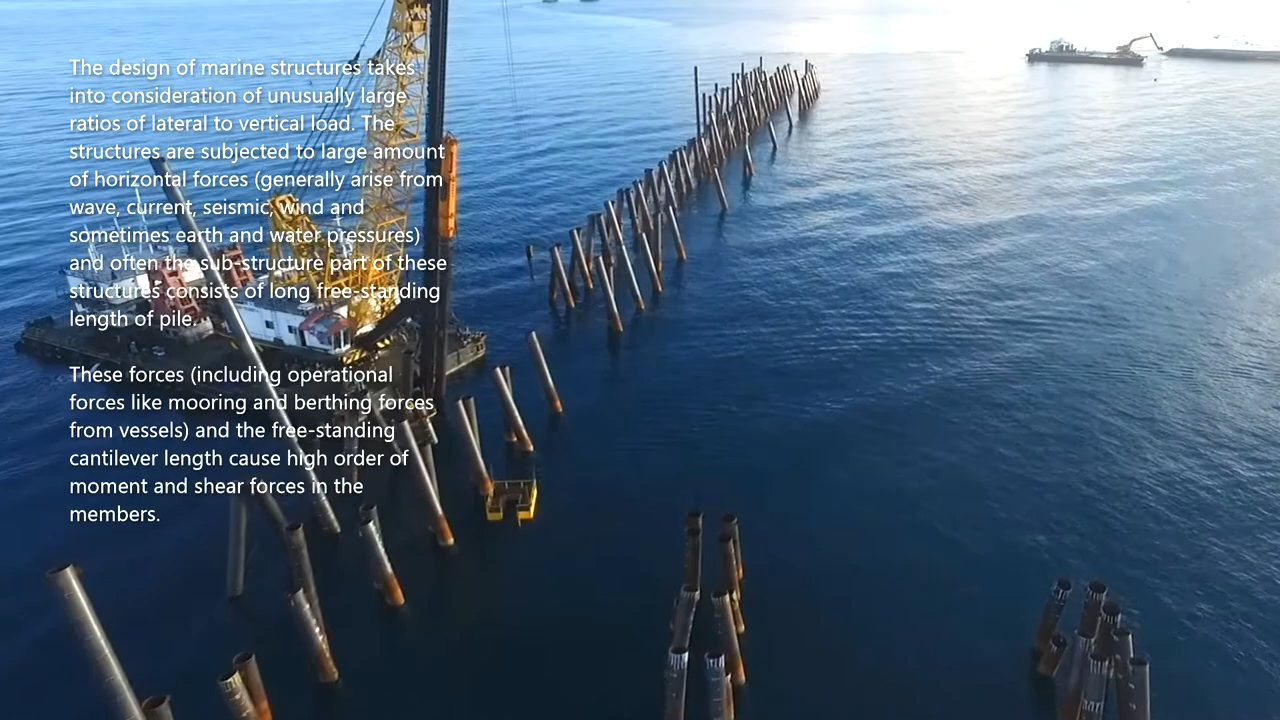 The design of marine structures takes
into consideration of unusually large
ratios of lateral to vertical load. The
structures are subjected to large amount
of horizontal forces (generally arise from
wave, current, seismic, wind and
sometimes earth and water pressures)
and often the sub-structure part of these
structures consists of long free-standing
length of pile.
These forces (including operational
forces like mooring and berthing forces
from vessels) and the free-standing
cantilever length cause high order of
moment and shear forces in the
members.